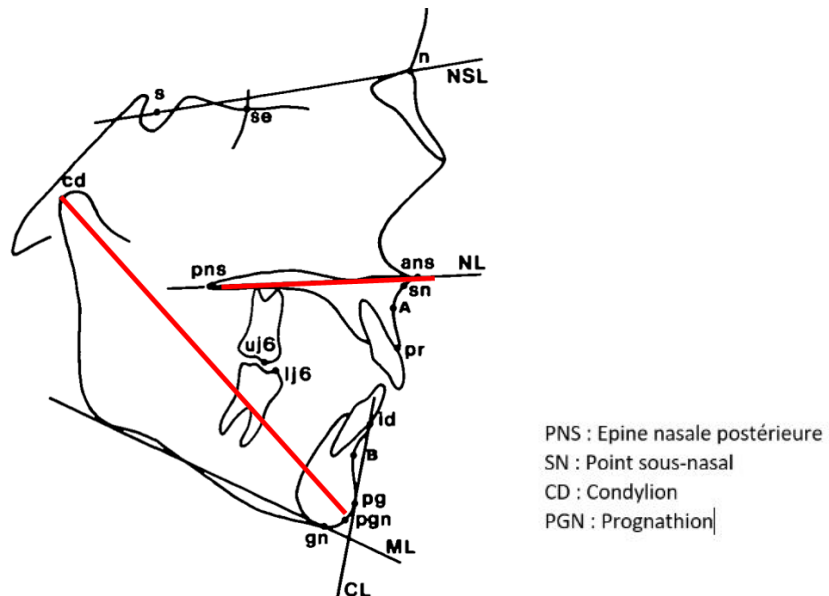 n
NSL
s
se
cd
pns
ans
NL
sn
A
uj6
pr
lj6
id
B
pg
pgn
gn
ML
CL
PNS : Epine nasale postérieure
SN : Point sous-nasal
CD : Condylion
PGN : Prognathion